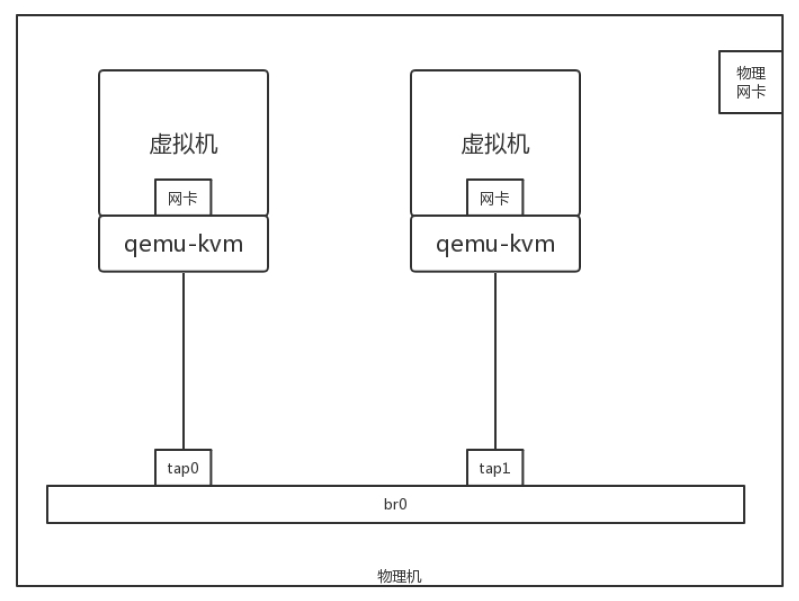 物理
网卡
虚拟机
虚拟机
网卡
网卡
qemu-kvm
qemu-kvm
tap0
tap1
br0
物理机